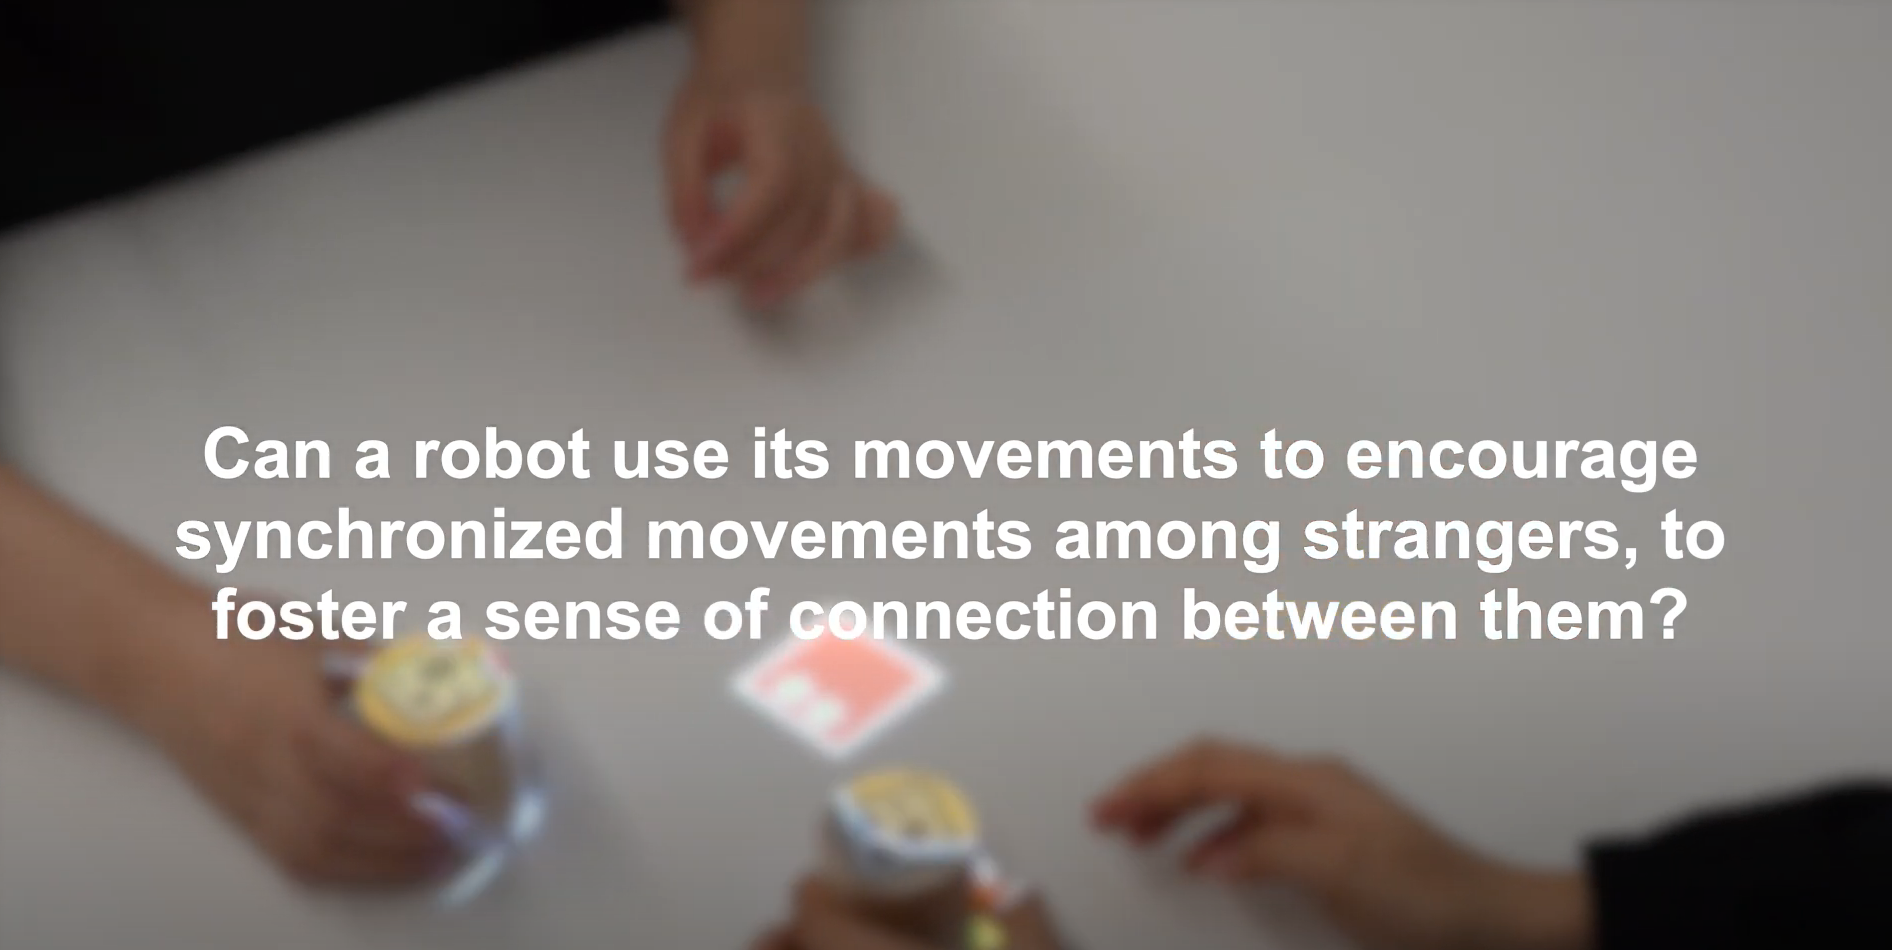 Can a robot use its movements to encourage
synchronized movements among strangers, to
foster a sense of connection between them?